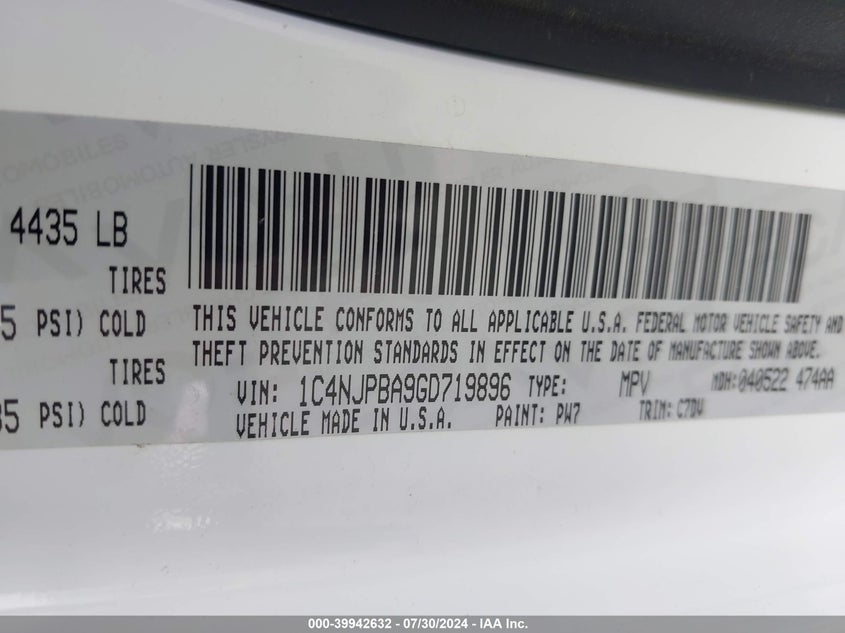 4435 LB
TIRES
5 PSI) COLD
TIRES
35 PSI) COLD
THIS VEHICLE CONFORMS TO ALL APPLICABLE U.S.A. FEDERAL MOTOR VEHICLE SAFETY AND
THEFT PREVENTION STANDARDS IN EFFECT ON THE DATE OF MANUFACTURE SHOWN ABOVE.
VIN: 1C4NJPBA9GD719896 TYPE: MPV MDH: 040522 474AA
VEHICLE MADE IN U.S.A. PAINT: PW7 TRIM: C7DV
000-39942632 - 07/30/2024 - IAA Inc.